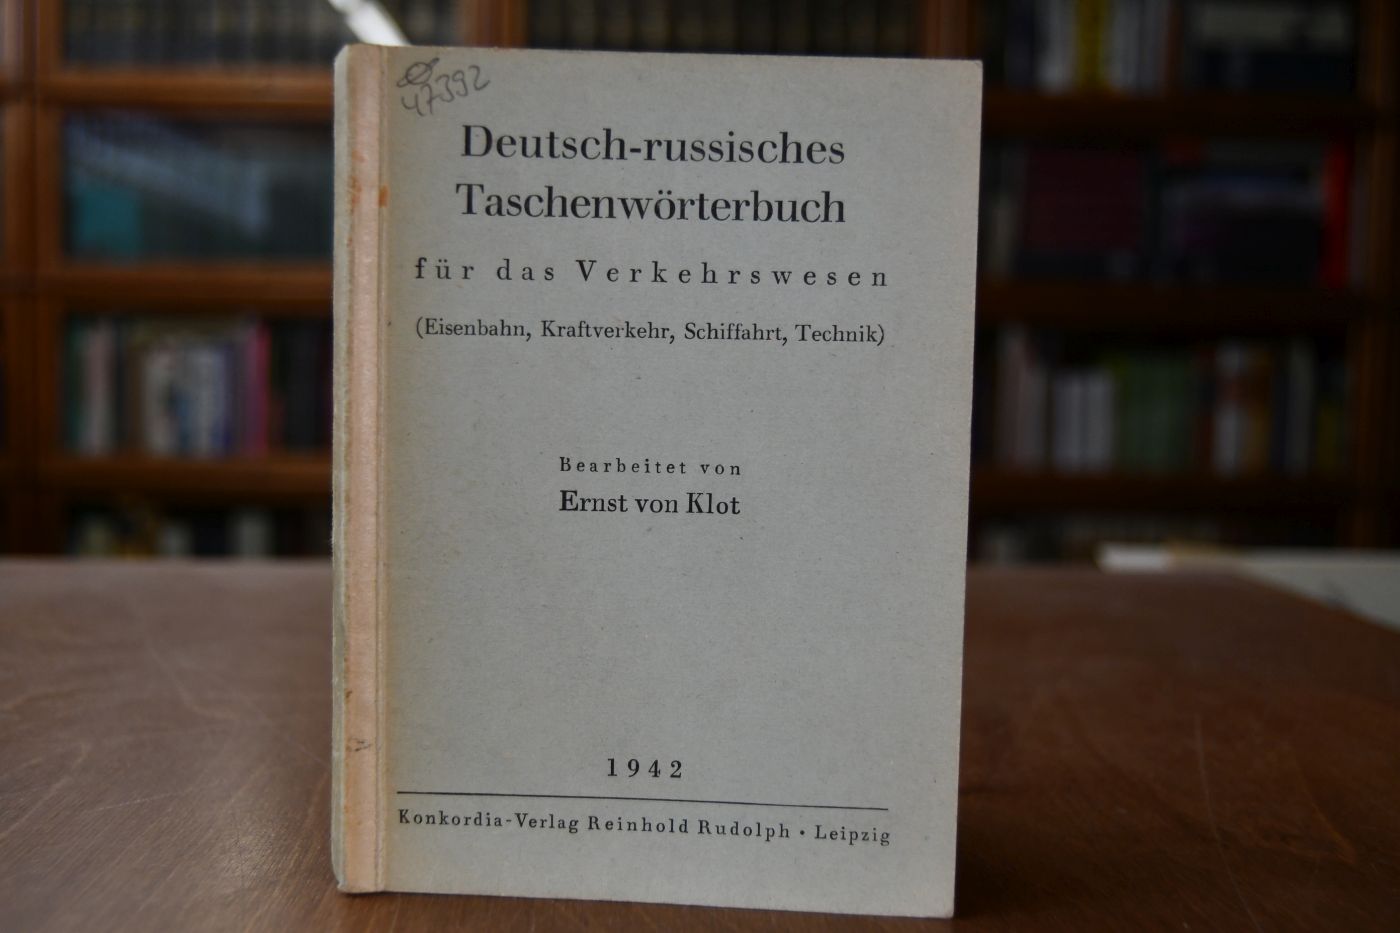 47392
Deutsch-russisches
Taschenwörterbuch
für das Verkehrswesen
(Eisenbahn, Kraftverkehr, Schiffahrt, Technik)
Bearbeitet von
Ernst von Klot
1942
Konkordia-Verlag Reinhold Rudolph • Leipzig